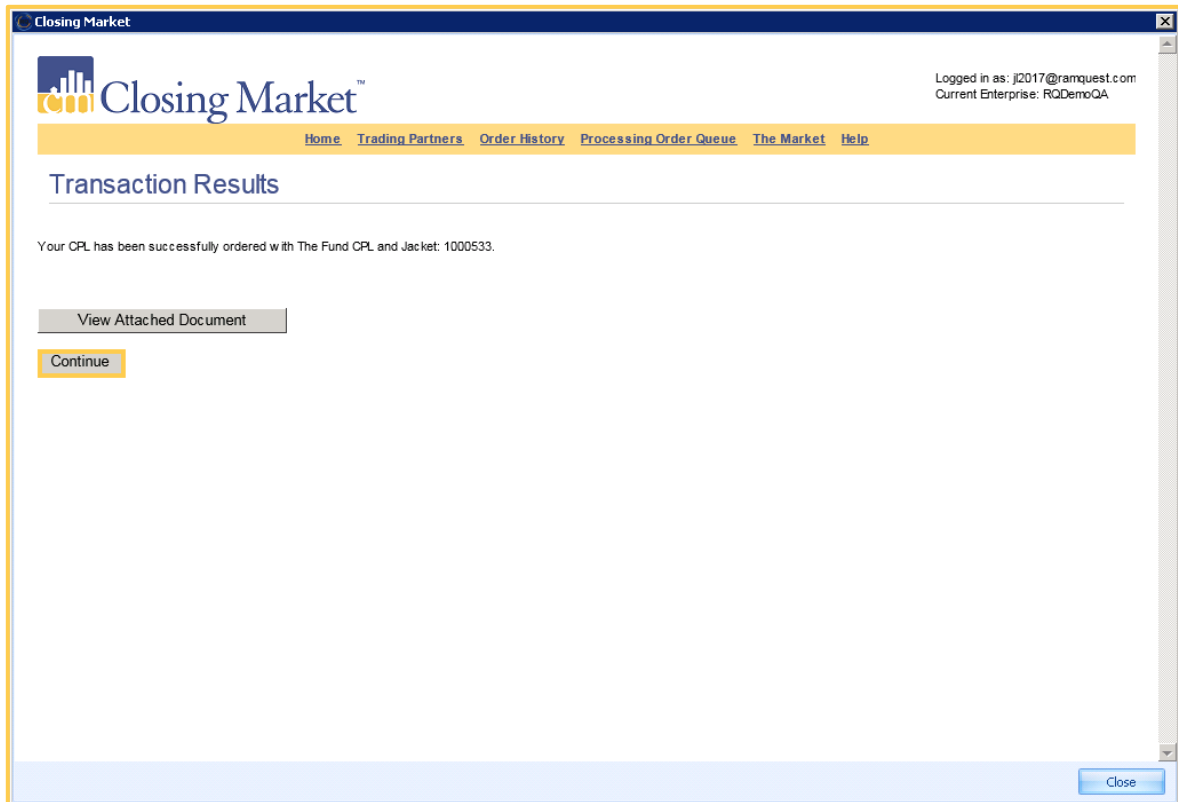 Closing Market
cm Closing Market™
Logged in as: jl2017@ramquest.com
Current Enterprise: RQDemoQA
Home Trading Partners Order History Processing Order Queue The Market Help
Transaction Results
Your CPL has been successfully ordered with The Fund CPL and Jacket: 1000533.
View Attached Document
Continue
Close